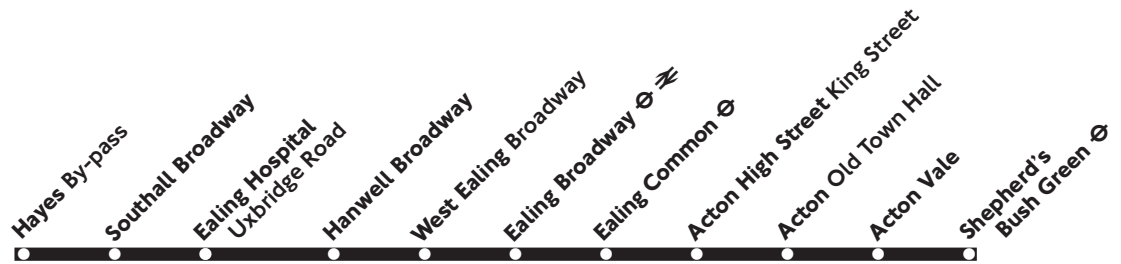 Hayes By-pass
Southall Broadway
Ealing Hospital
Uxbridge Road
Hanwell Broadway
West Ealing Broadway
Ealing Broadway
Ealing Common
Acton High Street King Street
Acton Old Town Hall
Acton Vale
Shepherd's
Bush Green